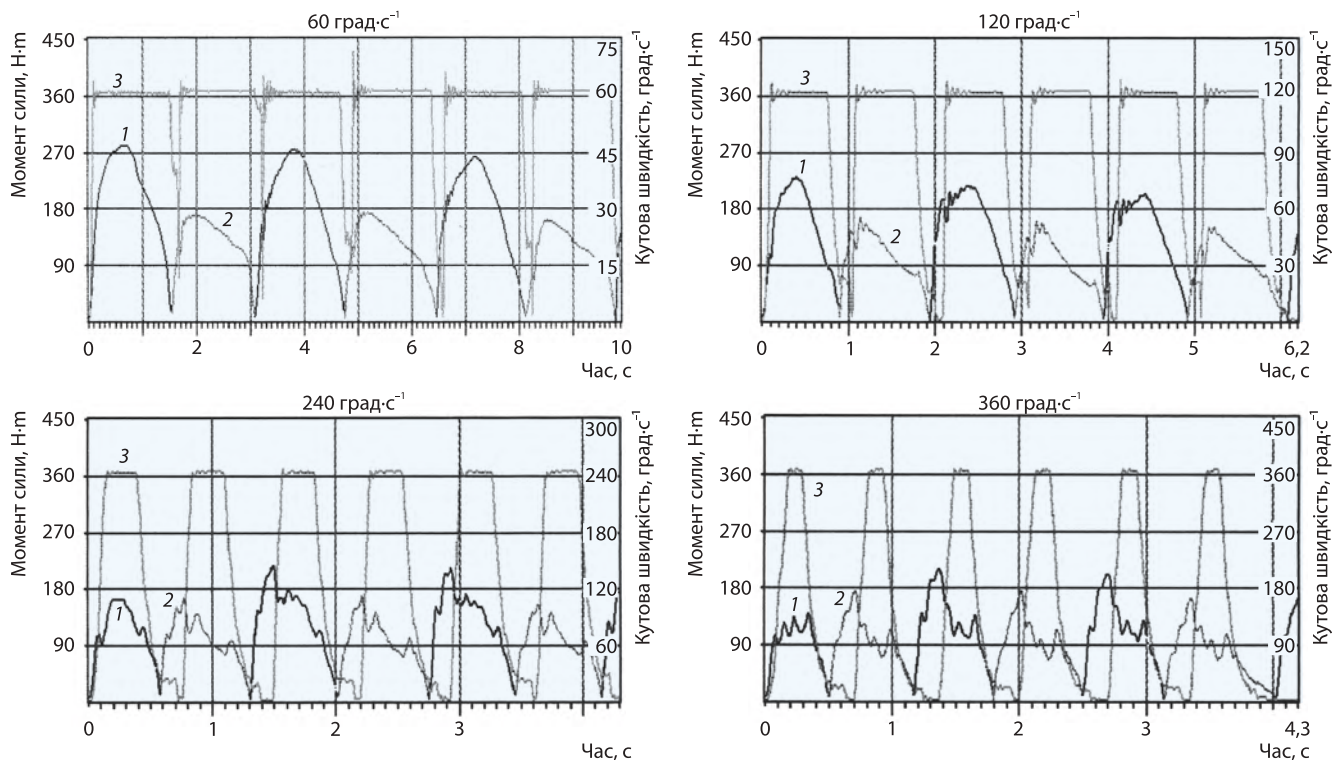 60 град·с⁻¹
Момент сили, Н·m
450
360
270
180
90
75
60
45
30
15
Кутова швидкість, град·с⁻¹
3
1
2
0 2 4 6 8 10
Час, с
120 град·с⁻¹
Момент сили, Н·m
450
360
270
180
90
150
120
90
60
30
Кутова швидкість, град·с⁻¹
3
1
2
0 1 2 3 4 5 6,2
Час, с
240 град·с⁻¹
Момент сили, Н·m
450
360
270
180
90
300
240
180
120
60
Кутова швидкість, град·с⁻¹
3
2
1
0 1 2 3
Час, с
360 град·с⁻¹
Момент сили, Н·m
450
360
270
180
90
450
360
270
180
90
Кутова швидкість, град·с⁻¹
3
1 2
0 1 2 3 4,3
Час, с